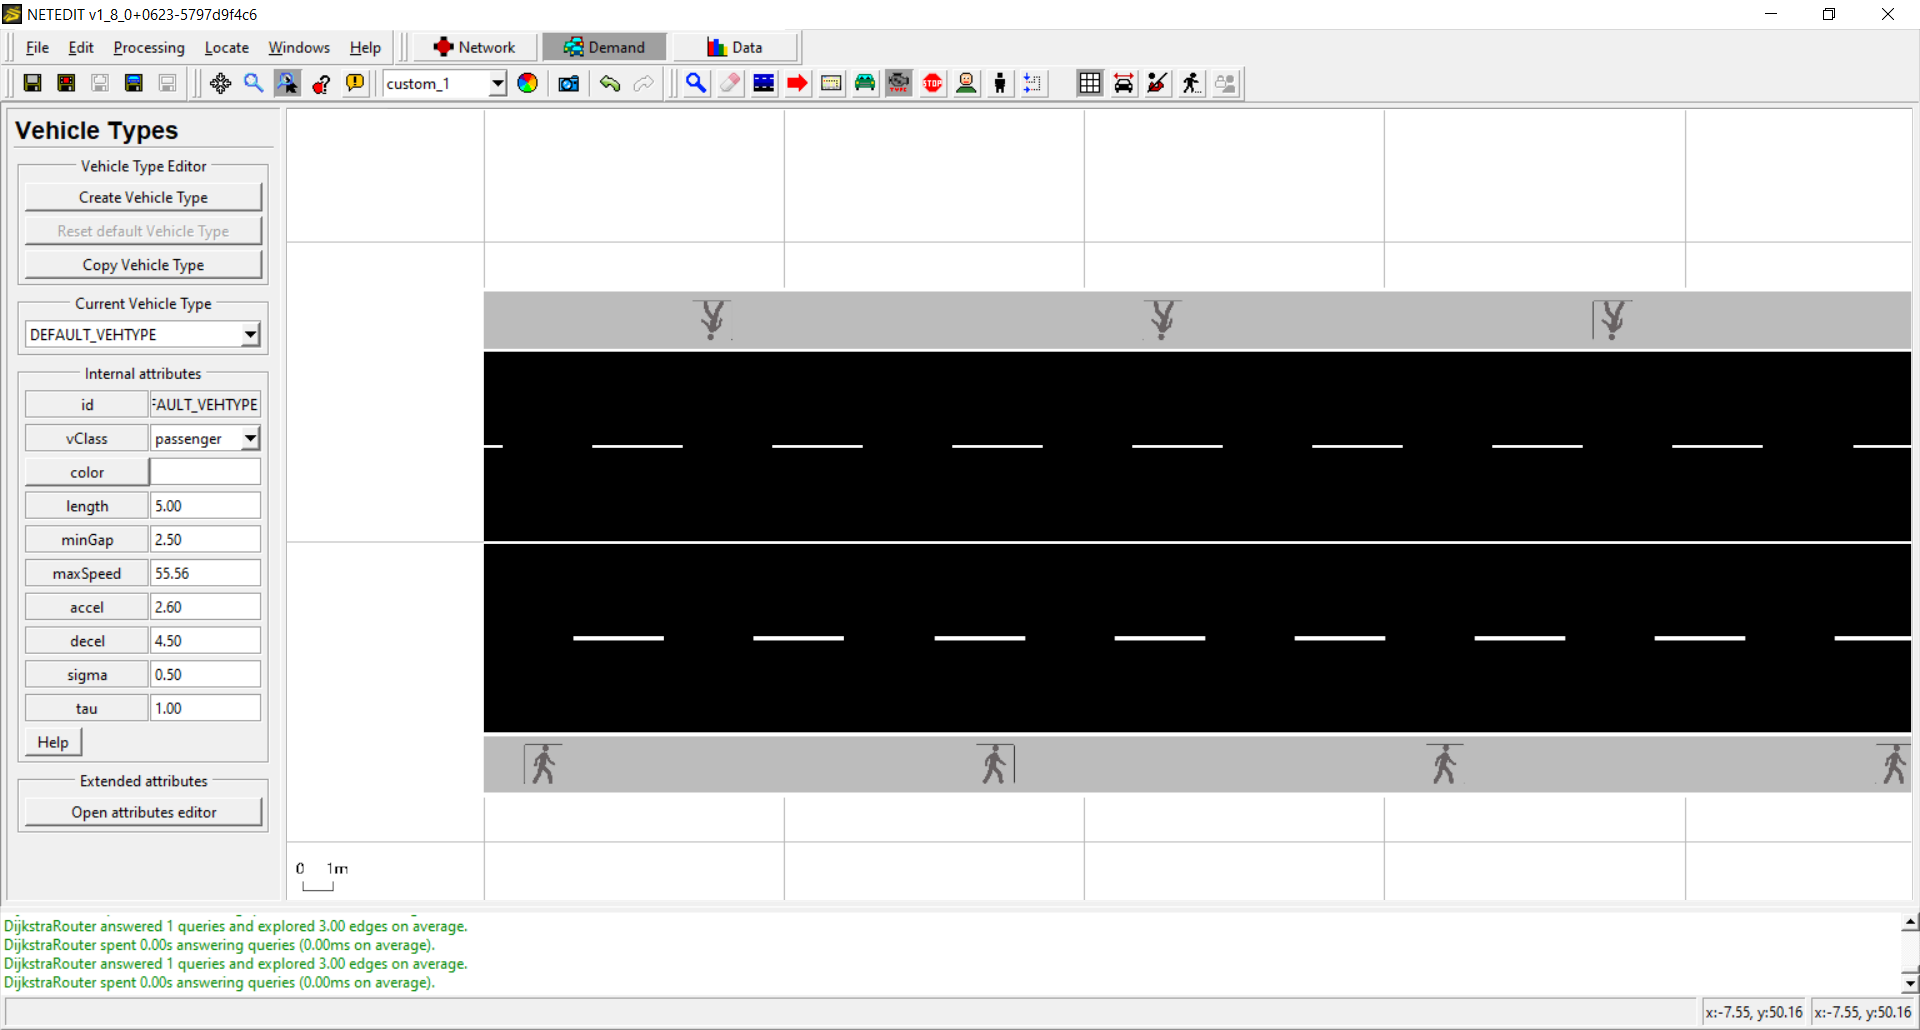 NETEDIT v1_8_0+0623-5797d9f4c6
File Edit Processing Locate Windows Help Network Demand Data
custom_1
TYPE STOP
Vehicle Types
Vehicle Type Editor
Create Vehicle Type
Reset default Vehicle Type
Copy Vehicle Type
Current Vehicle Type
DEFAULT_VEHTYPE
Internal attributes
id FAULT_VEHTYPE
vClass passenger
color
length 5.00
minGap 2.50
maxSpeed 55.56
accel 2.60
decel 4.50
sigma 0.50
tau 1.00
Help
Extended attributes
Open attributes editor
0 1m
DijkstraRouter answered 1 queries and explored 3.00 edges on average.
DijkstraRouter spent 0.00s answering queries (0.00ms on average).
DijkstraRouter answered 1 queries and explored 3.00 edges on average.
DijkstraRouter spent 0.00s answering queries (0.00ms on average).
x:-7.55, y:50.16 x:-7.55, y:50.16